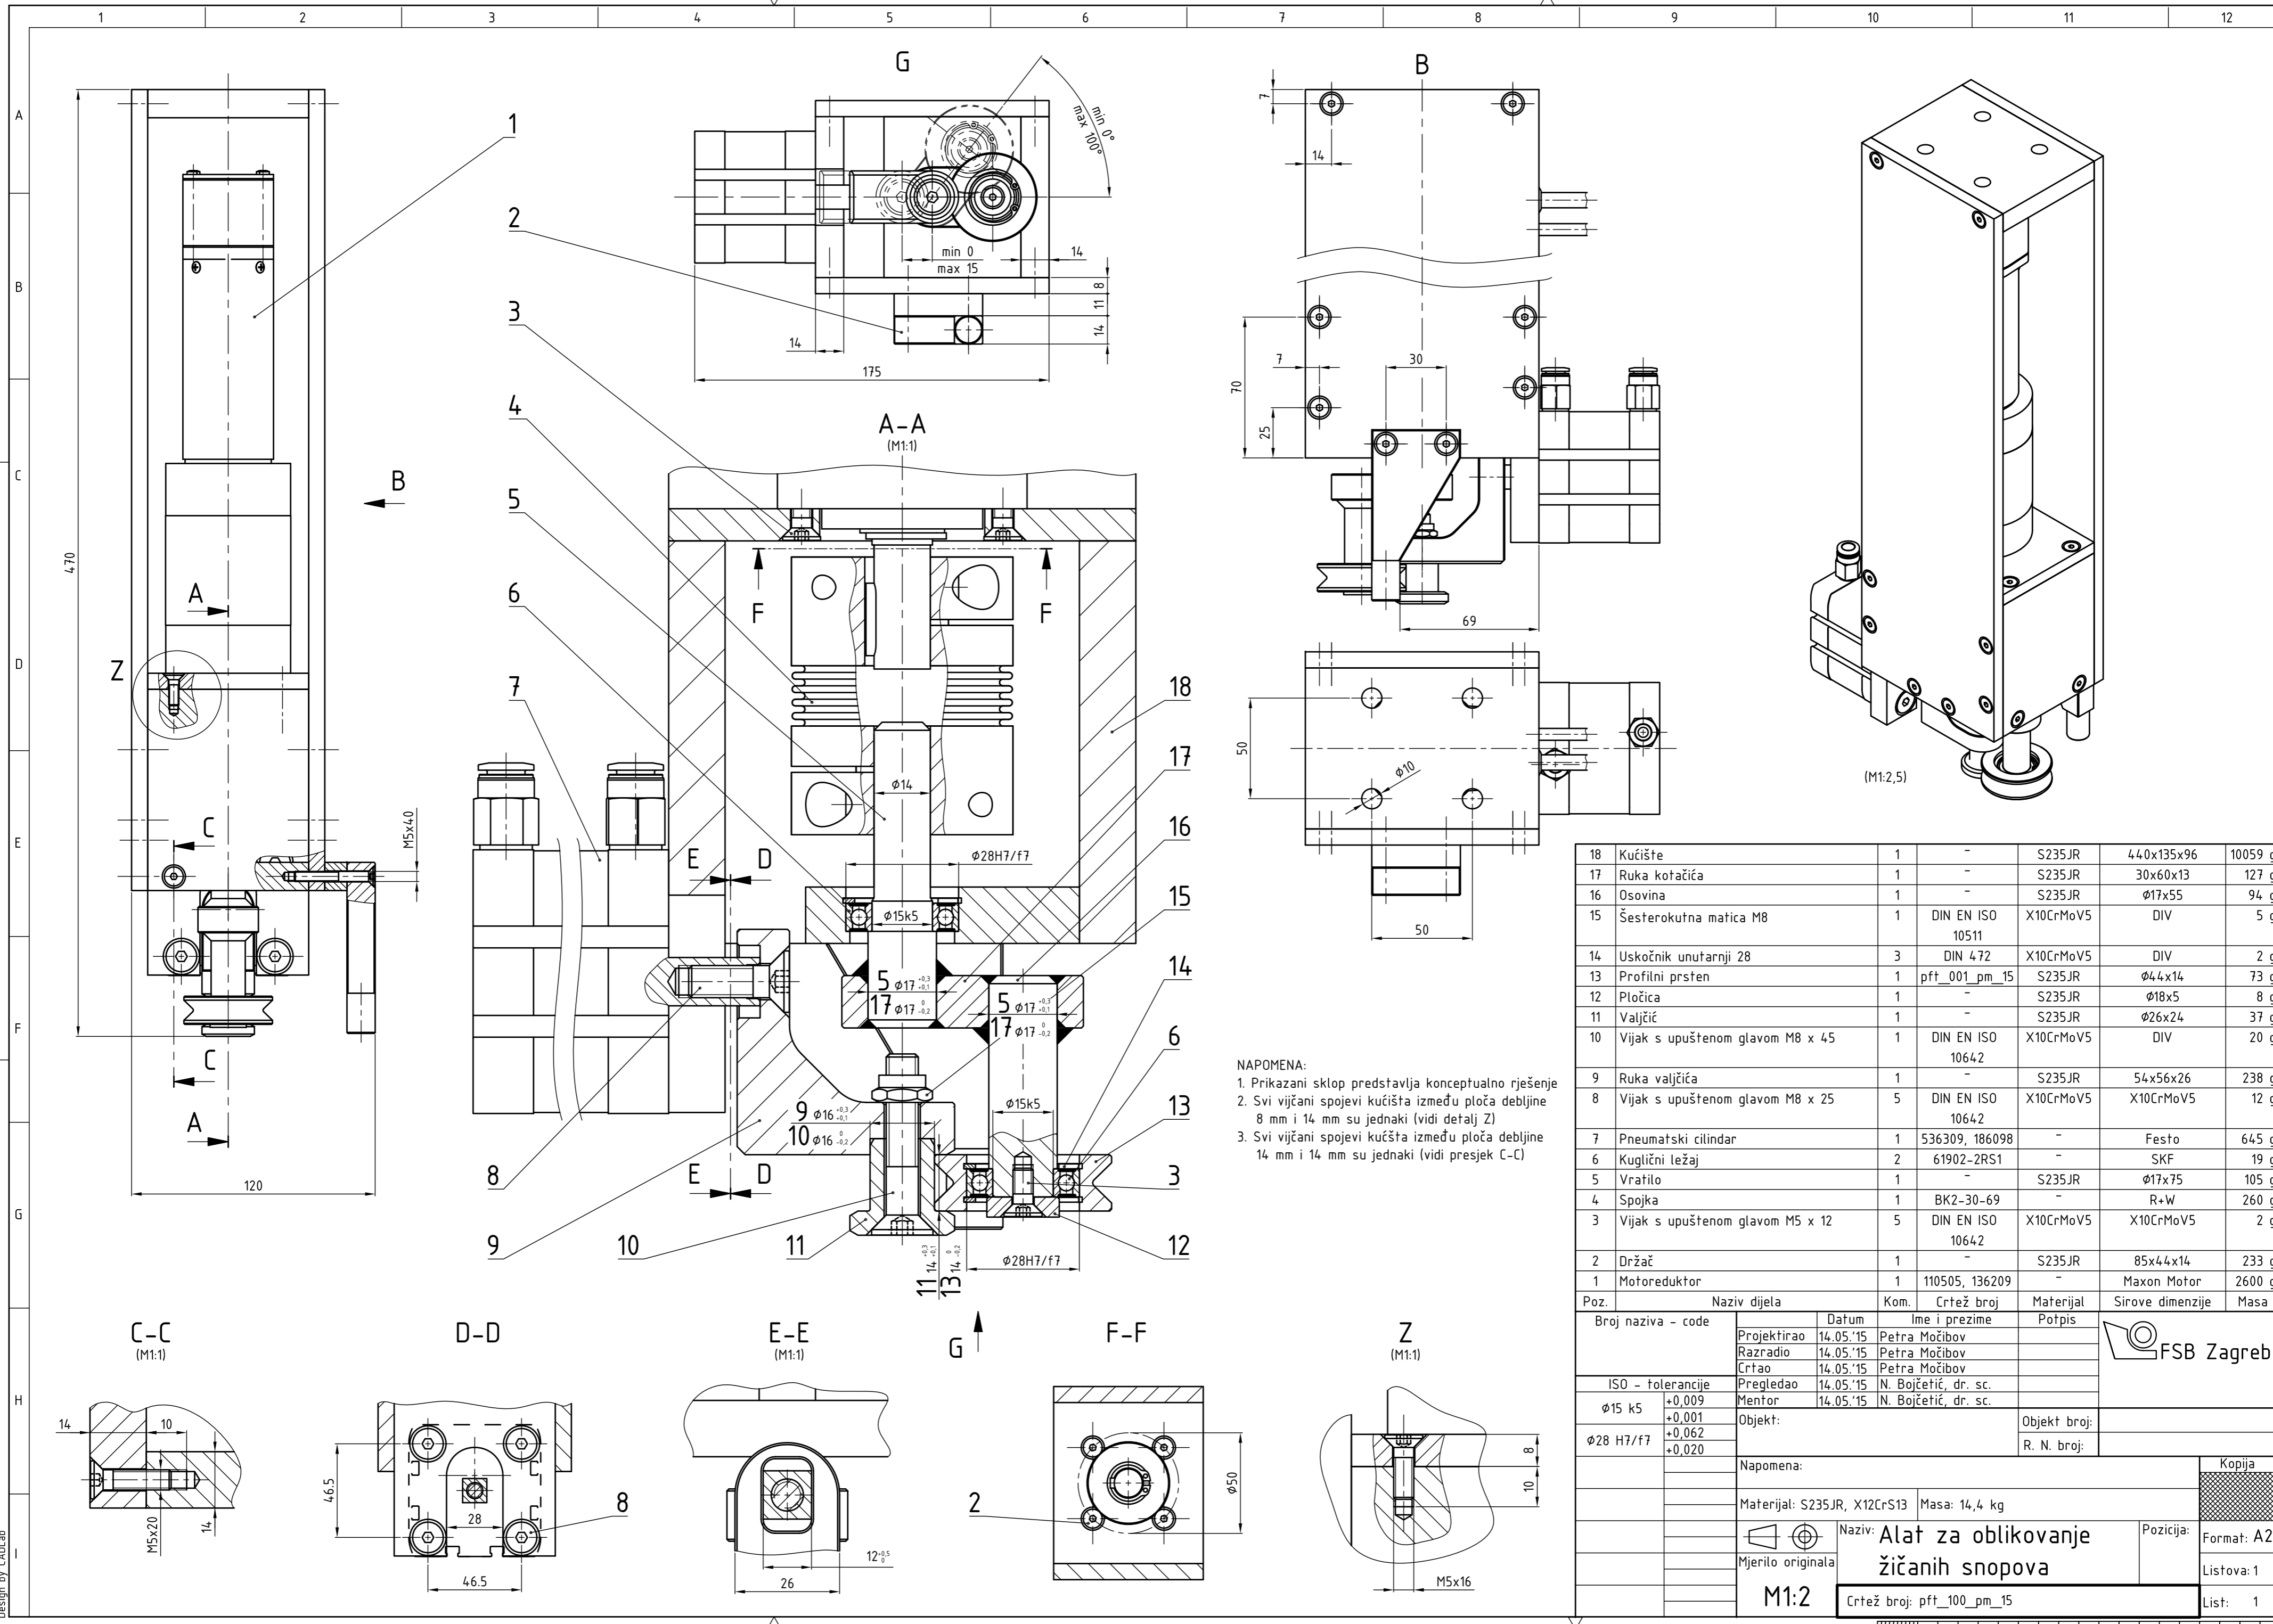 1 2 3 4 5 6 7 8 9 10 11 12
A
B
C
D
E
F
G
H
I
470
A
A
B
Z
C
C
M5x40
120
1
2
3
4
5
6
7
8
9
10
11
12
3
13
6
14
15
16
17
18
G
min 0°
max 100°
min 0
max 15
14
8
11
14
14
175
A-A
(M1:1)
F
F
Ø14
Ø28H7/f7
Ø15k5
E
D
5 Ø17 +0,3 +0,1
17 Ø17 0 -0,2
5 Ø17 +0,3 +0,1
17 Ø17 0 -0,2
Ø15k5
9 Ø16 +0,3 +0,1
10 Ø16 0 -0,2
E
D
11 14 +0,3 +0,1
13 14 0 -0,2
Ø28H7/f7
G
B
7
14
70
25
7
30
69
50
Ø10
50
(M1:2,5)
NAPOMENA:
1. Prikazani sklop predstavlja konceptualno rješenje
2. Svi vijčani spojevi kućišta između ploča debljine
8 mm i 14 mm su jednaki (vidi detalj Z)
3. Svi vijčani spojevi kućšta između ploča debljine
14 mm i 14 mm su jednaki (vidi presjek C-C)
C-C
(M1:1)
14
10
M5x20
14
D-D
46.5
28
46.5
8
E-E
(M1:1)
12 +0,5 0
26
F-F
2
Ø50
Z
(M1:1)
8
10
M5x16
18 Kućište 1 - S235JR 440x135x96 10059 g
17 Ruka kotačića 1 - S235JR 30x60x13 127 g
16 Osovina 1 - S235JR Ø17x55 94 g
15 Šesterokutna matica M8 1 DIN EN ISO 10511 X10CrMoV5 DIV 5 g
14 Uskočnik unutarnji 28 3 DIN 472 X10CrMoV5 DIV 2 g
13 Profilni prsten 1 pft_001_pm_15 S235JR Ø44x14 73 g
12 Pločica 1 - S235JR Ø18x5 8 g
11 Valjčić 1 - S235JR Ø26x24 37 g
10 Vijak s upuštenom glavom M8 x 45 1 DIN EN ISO 10642 X10CrMoV5 DIV 20 g
9 Ruka valjčića 1 - S235JR 54x56x26 238 g
8 Vijak s upuštenom glavom M8 x 25 5 DIN EN ISO 10642 X10CrMoV5 X10CrMoV5 12 g
7 Pneumatski cilindar 1 536309, 186098 - Festo 645 g
6 Kuglični ležaj 2 61902-2RS1 - SKF 19 g
5 Vratilo 1 - S235JR Ø17x75 105 g
4 Spojka 1 BK2-30-69 - R+W 260 g
3 Vijak s upuštenom glavom M5 x 12 5 DIN EN ISO 10642 X10CrMoV5 X10CrMoV5 2 g
2 Držač 1 - S235JR 85x44x14 233 g
1 Motoreduktor 1 110505, 136209 - Maxon Motor 2600 g
Poz. Naziv dijela Kom. Crtež broj Materijal Sirove dimenzije Masa
Broj naziva - code
Datum Ime i prezime Potpis
Projektirao 14.05.'15 Petra Močibov
Razradio 14.05.'15 Petra Močibov
Crtao 14.05.'15 Petra Močibov
Pregledao 14.05.'15 N. Bojčetić, dr. sc.
Mentor 14.05.'15 N. Bojčetić, dr. sc.
FSB Zagreb
ISO - tolerancije
Ø15 k5 +0,009 +0,001
Ø28 H7/f7 +0,062 +0,020
Objekt:
Objekt broj:
R. N. broj:
Napomena:
Kopija
Materijal: S235JR, X12CrS13
Masa: 14,4 kg
Naziv: Alat za oblikovanje
žičanih snopova
Pozicija:
Format: A2
Mjerilo originala
M1:2
Listova: 1
Crtež broj: pft_100_pm_15
List: 1
Design by CADLab